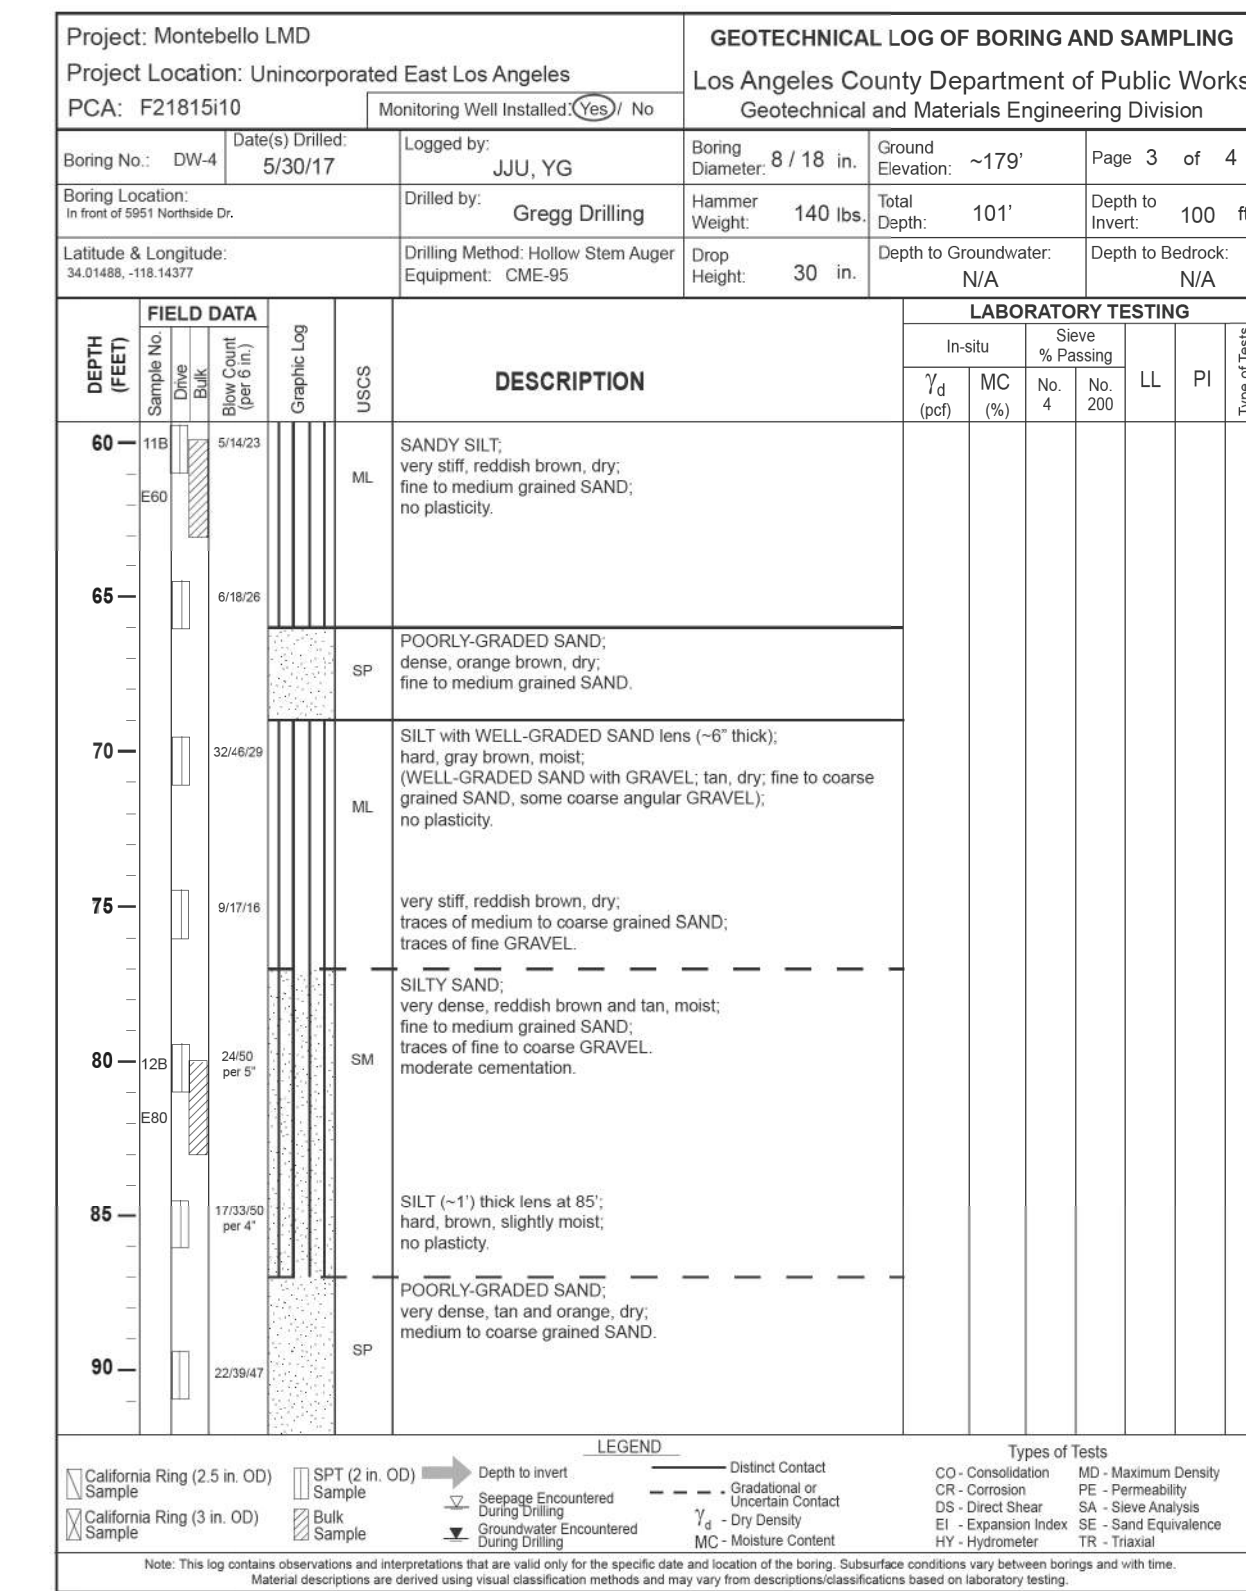 Project: Montebello LMD
Project Location: Unincorporated East Los Angeles
PCA: F21815i10
Monitoring Well Installed: Yes / No
GEOTECHNICAL LOG OF BORING AND SAMPLING
Los Angeles County Department of Public Works
Geotechnical and Materials Engineering Division
Boring No.: DW-4
Date(s) Drilled:
5/30/17
Logged by:
JJU, YG
Boring
Diameter: 8 / 18 in.
Ground
Elevation: ~179'
Page 3 of 4
Boring Location:
In front of 5951 Northside Dr.
Drilled by:
Gregg Drilling
Hammer
Weight: 140 lbs.
Total
Depth: 101'
Depth to
Invert: 100 ft
Latitude & Longitude:
34.01488, -118.14377
Drilling Method: Hollow Stem Auger
Equipment: CME-95
Drop
Height: 30 in.
Depth to Groundwater:
N/A
Depth to Bedrock:
N/A
DEPTH
(FEET)
FIELD DATA
Sample No.
Drive
Bulk
Blow Count
(per 6 in.)
Graphic Log
USCS
DESCRIPTION
LABORATORY TESTING
In-situ
Sieve
% Passing
γd
(pcf)
MC
(%)
No.
4
No.
200
LL
PI
Type of Tests
60 11B 5/14/23
E60
ML
SANDY SILT;
very stiff, reddish brown, dry;
fine to medium grained SAND;
no plasticity.
65 6/18/26
SP
POORLY-GRADED SAND;
dense, orange brown, dry;
fine to medium grained SAND.
70 32/46/29
ML
SILT with WELL-GRADED SAND lens (~6" thick);
hard, gray brown, moist;
(WELL-GRADED SAND with GRAVEL; tan, dry; fine to coarse
grained SAND, some coarse angular GRAVEL);
no plasticity.
75 9/17/16
very stiff, reddish brown, dry;
traces of medium to coarse grained SAND;
traces of fine GRAVEL.
SILTY SAND;
very dense, reddish brown and tan, moist;
fine to medium grained SAND;
traces of fine to coarse GRAVEL.
moderate cementation.
80 12B 24/50
per 5"
SM
E80
85 17/33/50
per 4"
SILT (~1') thick lens at 85';
hard, brown, slightly moist;
no plasticty.
POORLY-GRADED SAND;
very dense, tan and orange, dry;
medium to coarse grained SAND.
SP
90 22/39/47
LEGEND
California Ring (2.5 in. OD)
Sample
California Ring (3 in. OD)
Sample
SPT (2 in. OD)
Sample
Bulk
Sample
Depth to invert
Seepage Encountered
During Drilling
Groundwater Encountered
During Drilling
Distinct Contact
Gradational or
Uncertain Contact
γd - Dry Density
MC - Moisture Content
Types of Tests
CO - Consolidation MD - Maximum Density
CR - Corrosion PE - Permeability
DS - Direct Shear SA - Sieve Analysis
EI - Expansion Index SE - Sand Equivalence
HY - Hydrometer TR - Triaxial
Note: This log contains observations and interpretations that are valid only for the specific date and location of the boring. Subsurface conditions vary between borings and with time.
Material descriptions are derived using visual classification methods and may vary from descriptions/classifications based on laboratory testing.